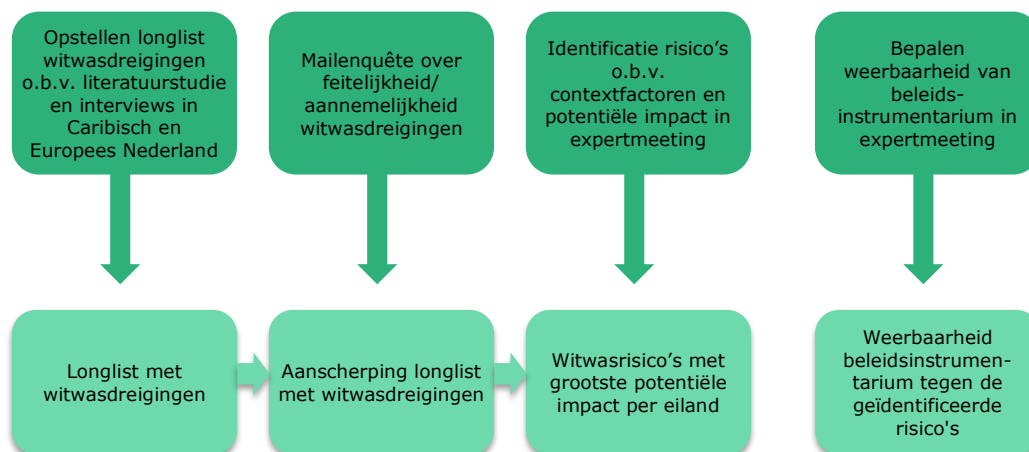 Opstellen longlist
witwasdreigingen
o.b.v. literatuurstudie
en interviews in
Caribisch en
Europees Nederland
Mailenquête over
feitelijkheid/
aannemelijkheid
witwasdreigingen
Identificatie risico's
o.b.v.
contextfactoren en
potentiële impact in
expertmeeting
Bepalen
weerbaarheid van
beleids-
instrumentarium in
expertmeeting
Longlist met
witwasdreigingen
Aanscherping longlist
met witwasdreigingen
Witwasrisico's met
grootste potentiële
impact per eiland
Weerbaarheid
beleidsinstrumen-
tarium tegen de
geïdentificeerde
risico's